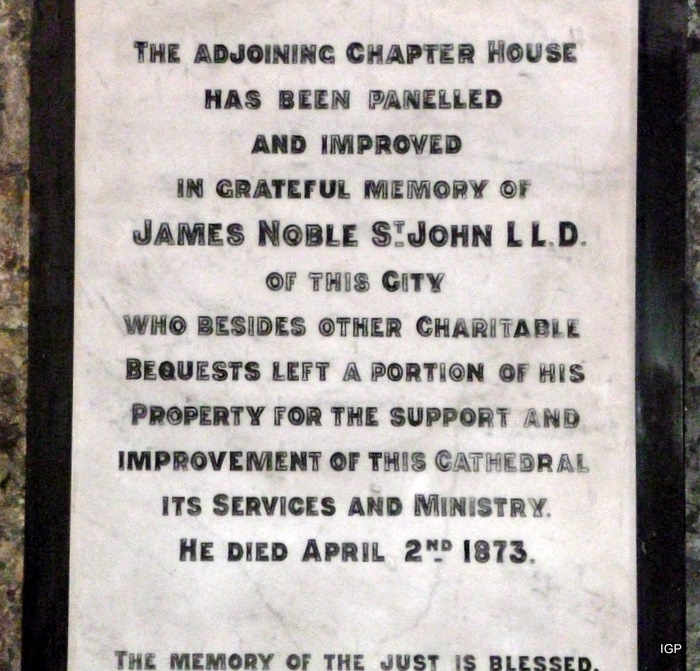 THE ADJOINING CHAPTER HOUSE
HAS BEEN PANELLED
AND IMPROVED
IN GRATEFUL MEMORY OF
JAMES NOBLE ST JOHN L L.D.
OF THIS CITY
WHO BESIDES OTHER CHARITABLE
BEQUESTS LEFT A PORTION OF HIS
PROPERTY FOR THE SUPPORT AND
IMPROVEMENT OF THIS CATHEDRAL
ITS SERVICES AND MINISTRY.
HE DIED APRIL 2ND 1873.
THE MEMORY OF THE JUST IS BLESSED.
IGP